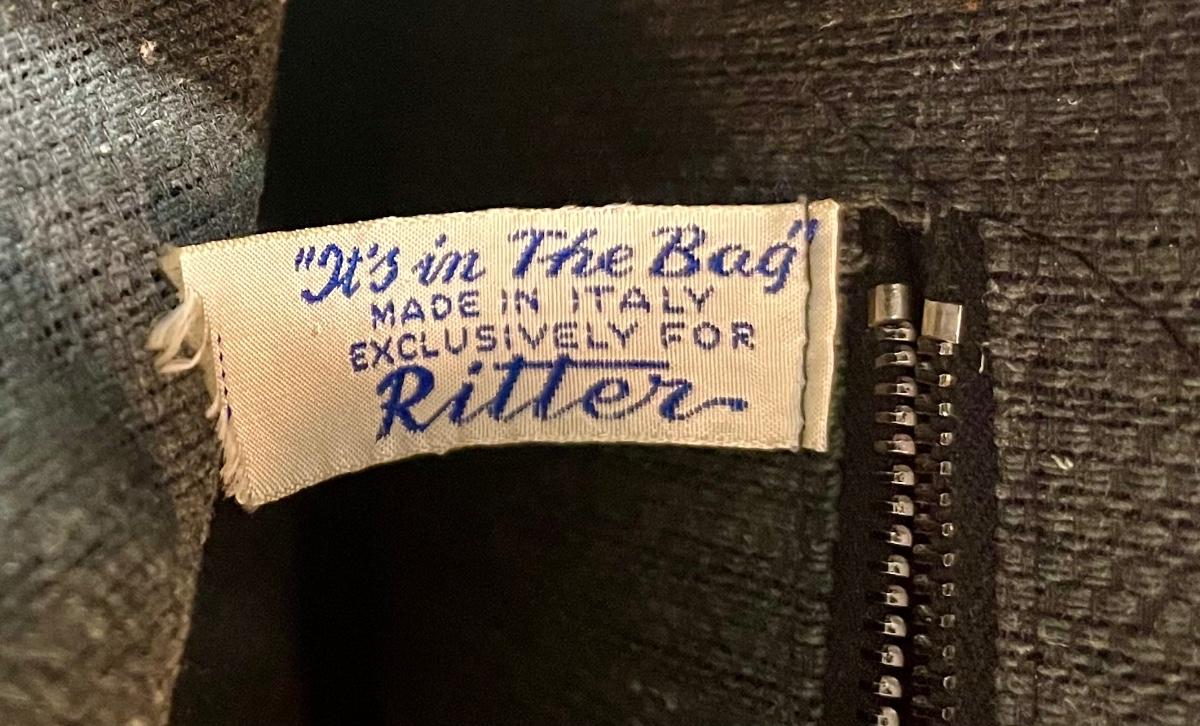 "It's in The Bag"
MADE IN ITALY
EXCLUSIVELY FOR
Ritter